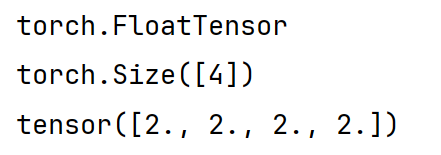 torch.FloatTensor
torch.Size([4])
tensor([2., 2., 2., 2.])